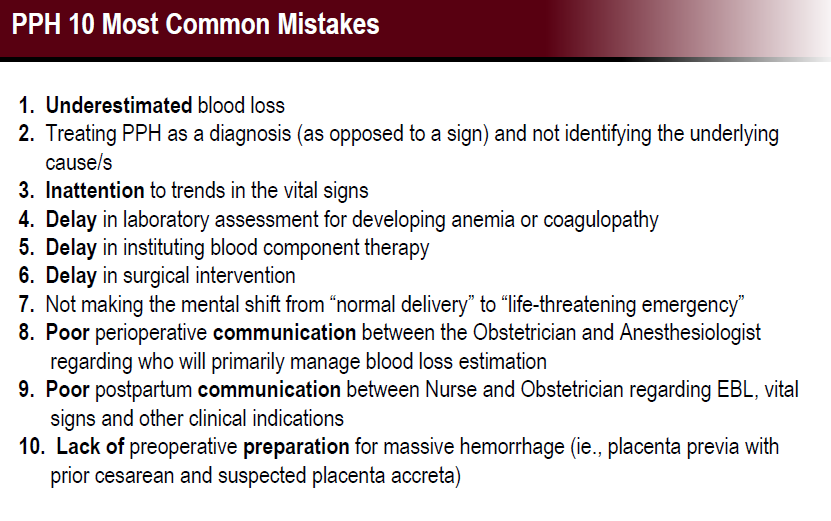 PPH 10 Most Common Mistakes
1. Underestimated blood loss
2. Treating PPH as a diagnosis (as opposed to a sign) and not identifying the underlying
cause/s
3. Inattention to trends in the vital signs
4. Delay in laboratory assessment for developing anemia or coagulopathy
5. Delay in instituting blood component therapy
6. Delay in surgical intervention
7. Not making the mental shift from “normal delivery” to “life-threatening emergency”
8. Poor perioperative communication between the Obstetrician and Anesthesiologist
regarding who will primarily manage blood loss estimation
9. Poor postpartum communication between Nurse and Obstetrician regarding EBL, vital
signs and other clinical indications
10. Lack of preoperative preparation for massive hemorrhage (ie., placenta previa with
prior cesarean and suspected placenta accreta)